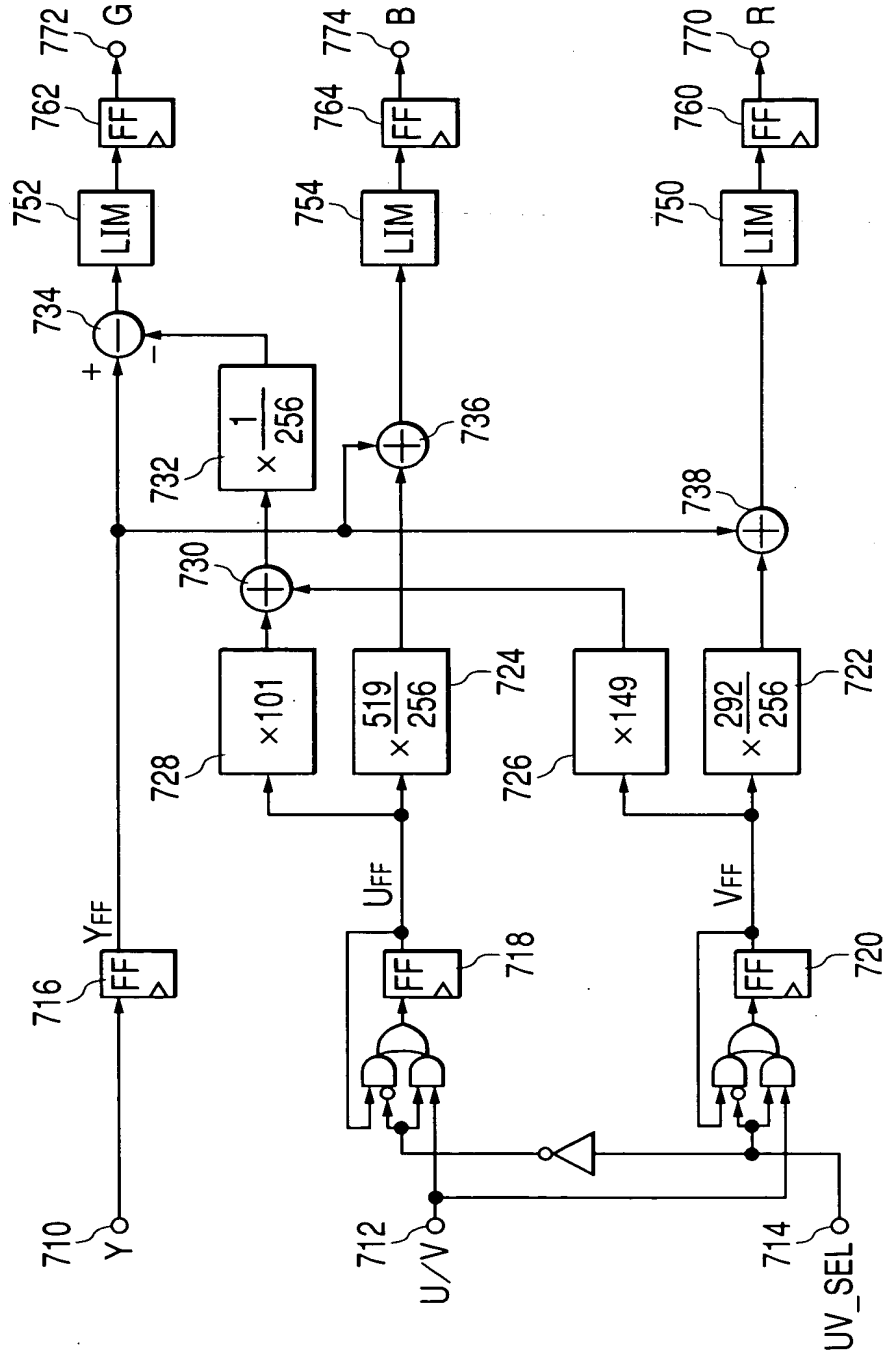 710
Y
716
FF
YFF
734
+
−
−
752
LIM
762
FF
772
G
728
×101
730
+
732
× 1/256
712
U/V
718
FF
UFF
724
× 519/256
736
+
754
LIM
764
FF
774
B
726
×149
714
UV_SEL
720
FF
VFF
722
× 292/256
738
+
750
LIM
760
FF
770
R